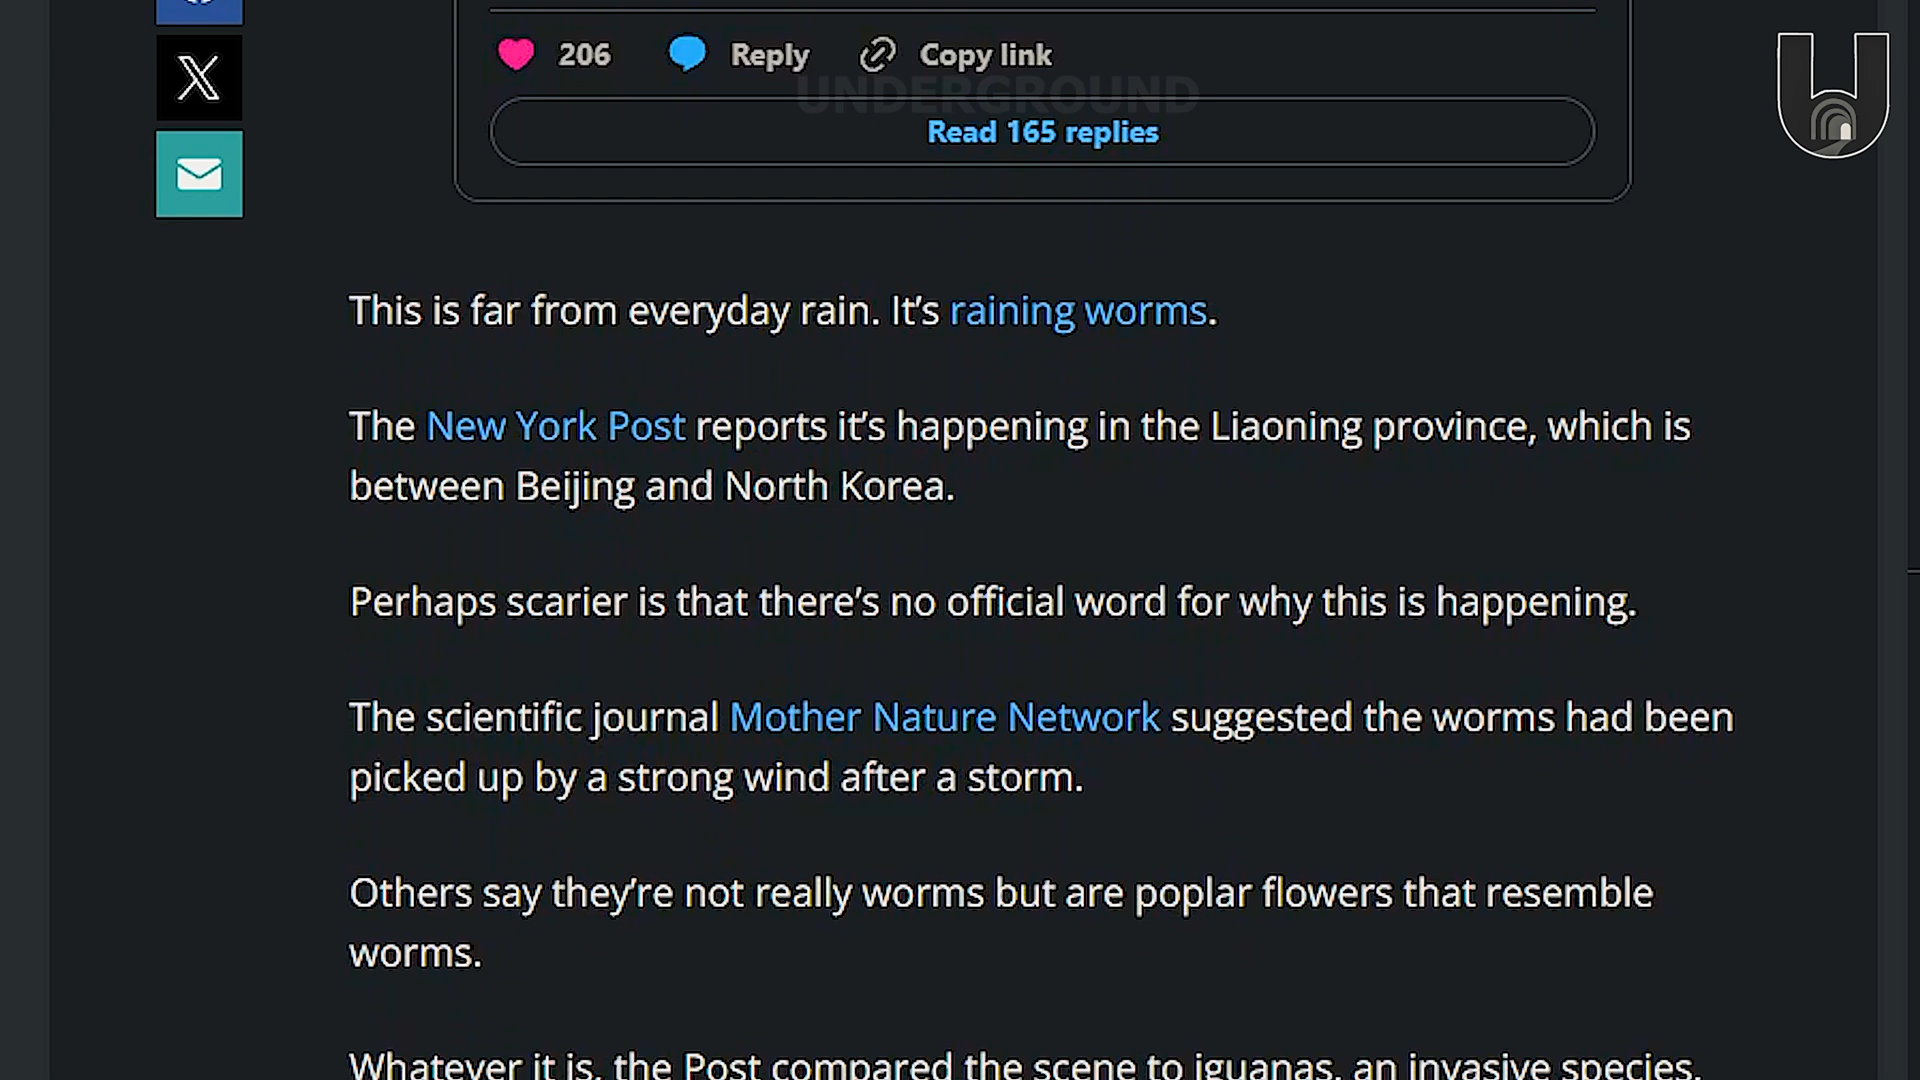 206 Reply Copy link
UNDERGROUND
Read 165 replies
This is far from everyday rain. It’s raining worms.
The New York Post reports it’s happening in the Liaoning province, which is
between Beijing and North Korea.
Perhaps scarier is that there’s no official word for why this is happening.
The scientific journal Mother Nature Network suggested the worms had been
picked up by a strong wind after a storm.
Others say they’re not really worms but are poplar flowers that resemble
worms.
Whatever it is, the Post compared the scene to iguanas, an invasive species,